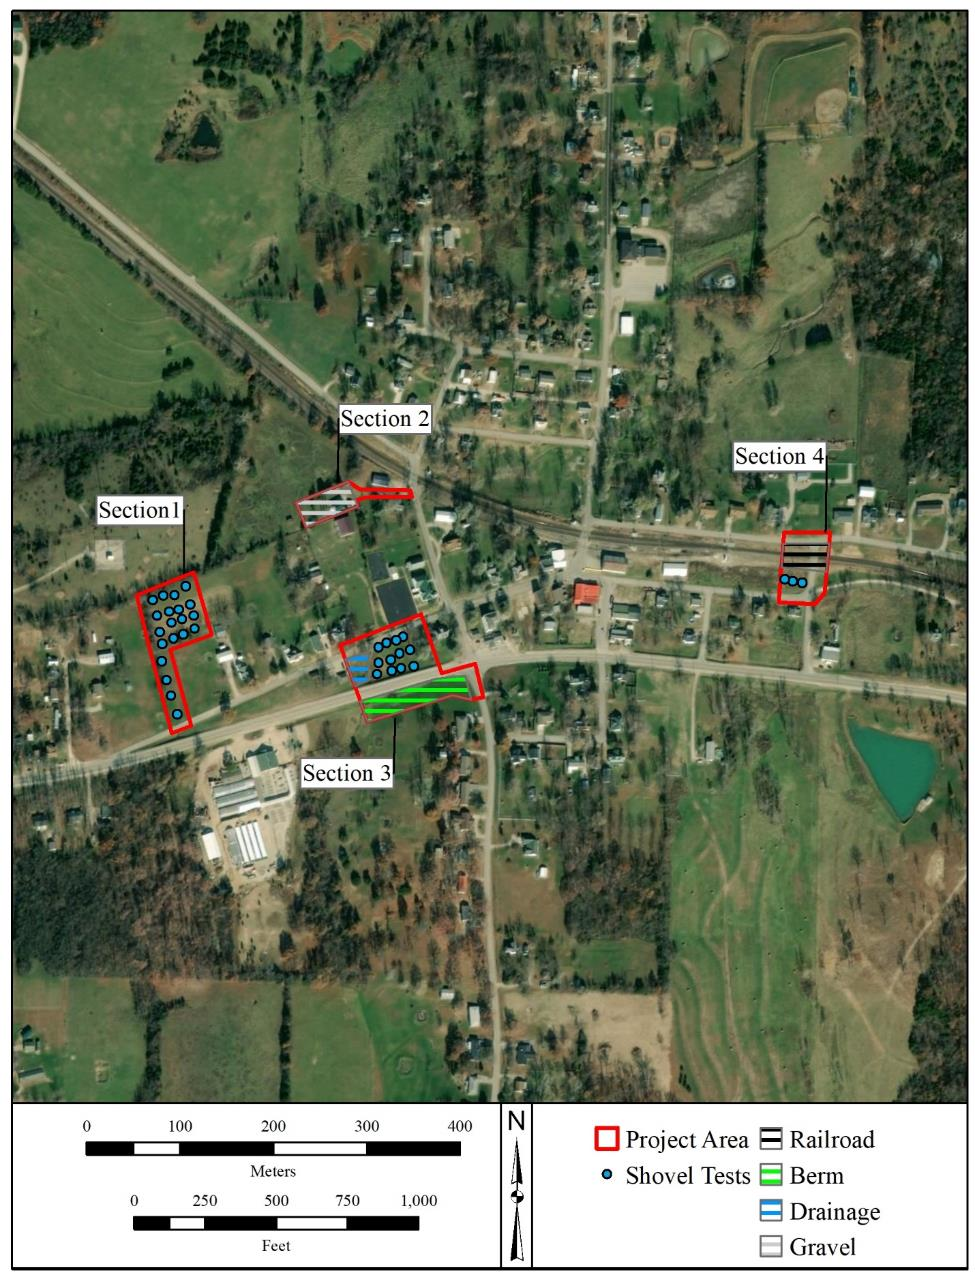 Section 2
Section 4
Section1
Section 3
0 100 200 300 400
Meters
0 250 500 750 1,000
Feet
N
Project Area
Shovel Tests
Railroad
Berm
Drainage
Gravel